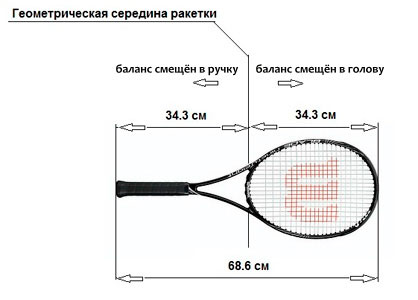 Геометрическая середина ракетки
баланс смещён в ручку
баланс смещён в голову
34.3 см
34.3 см
68.6 см